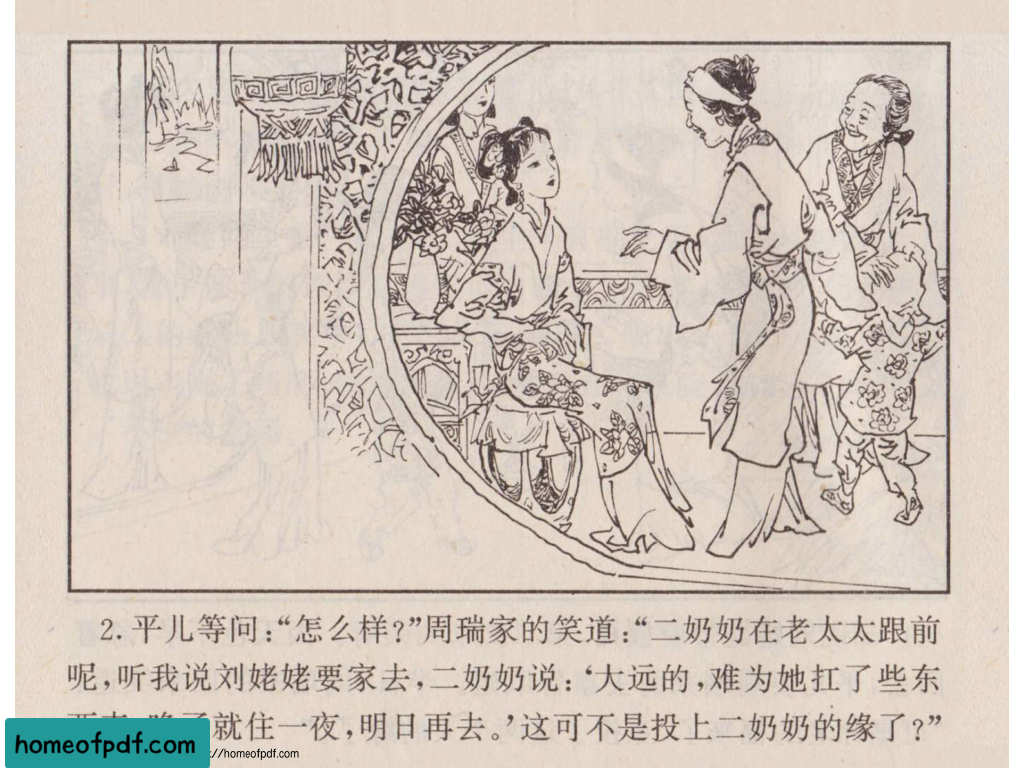 2. 平儿等问：“怎么样？”周瑞家的笑道：“二奶奶在老太太跟前
呢，听我说刘姥姥要家去，二奶奶说：‘大远的，难为她扛了些东
就住一夜，明日再去。’这可不是投上二奶奶的缘了？”
homeofpdf.com
://homeofpdf.com